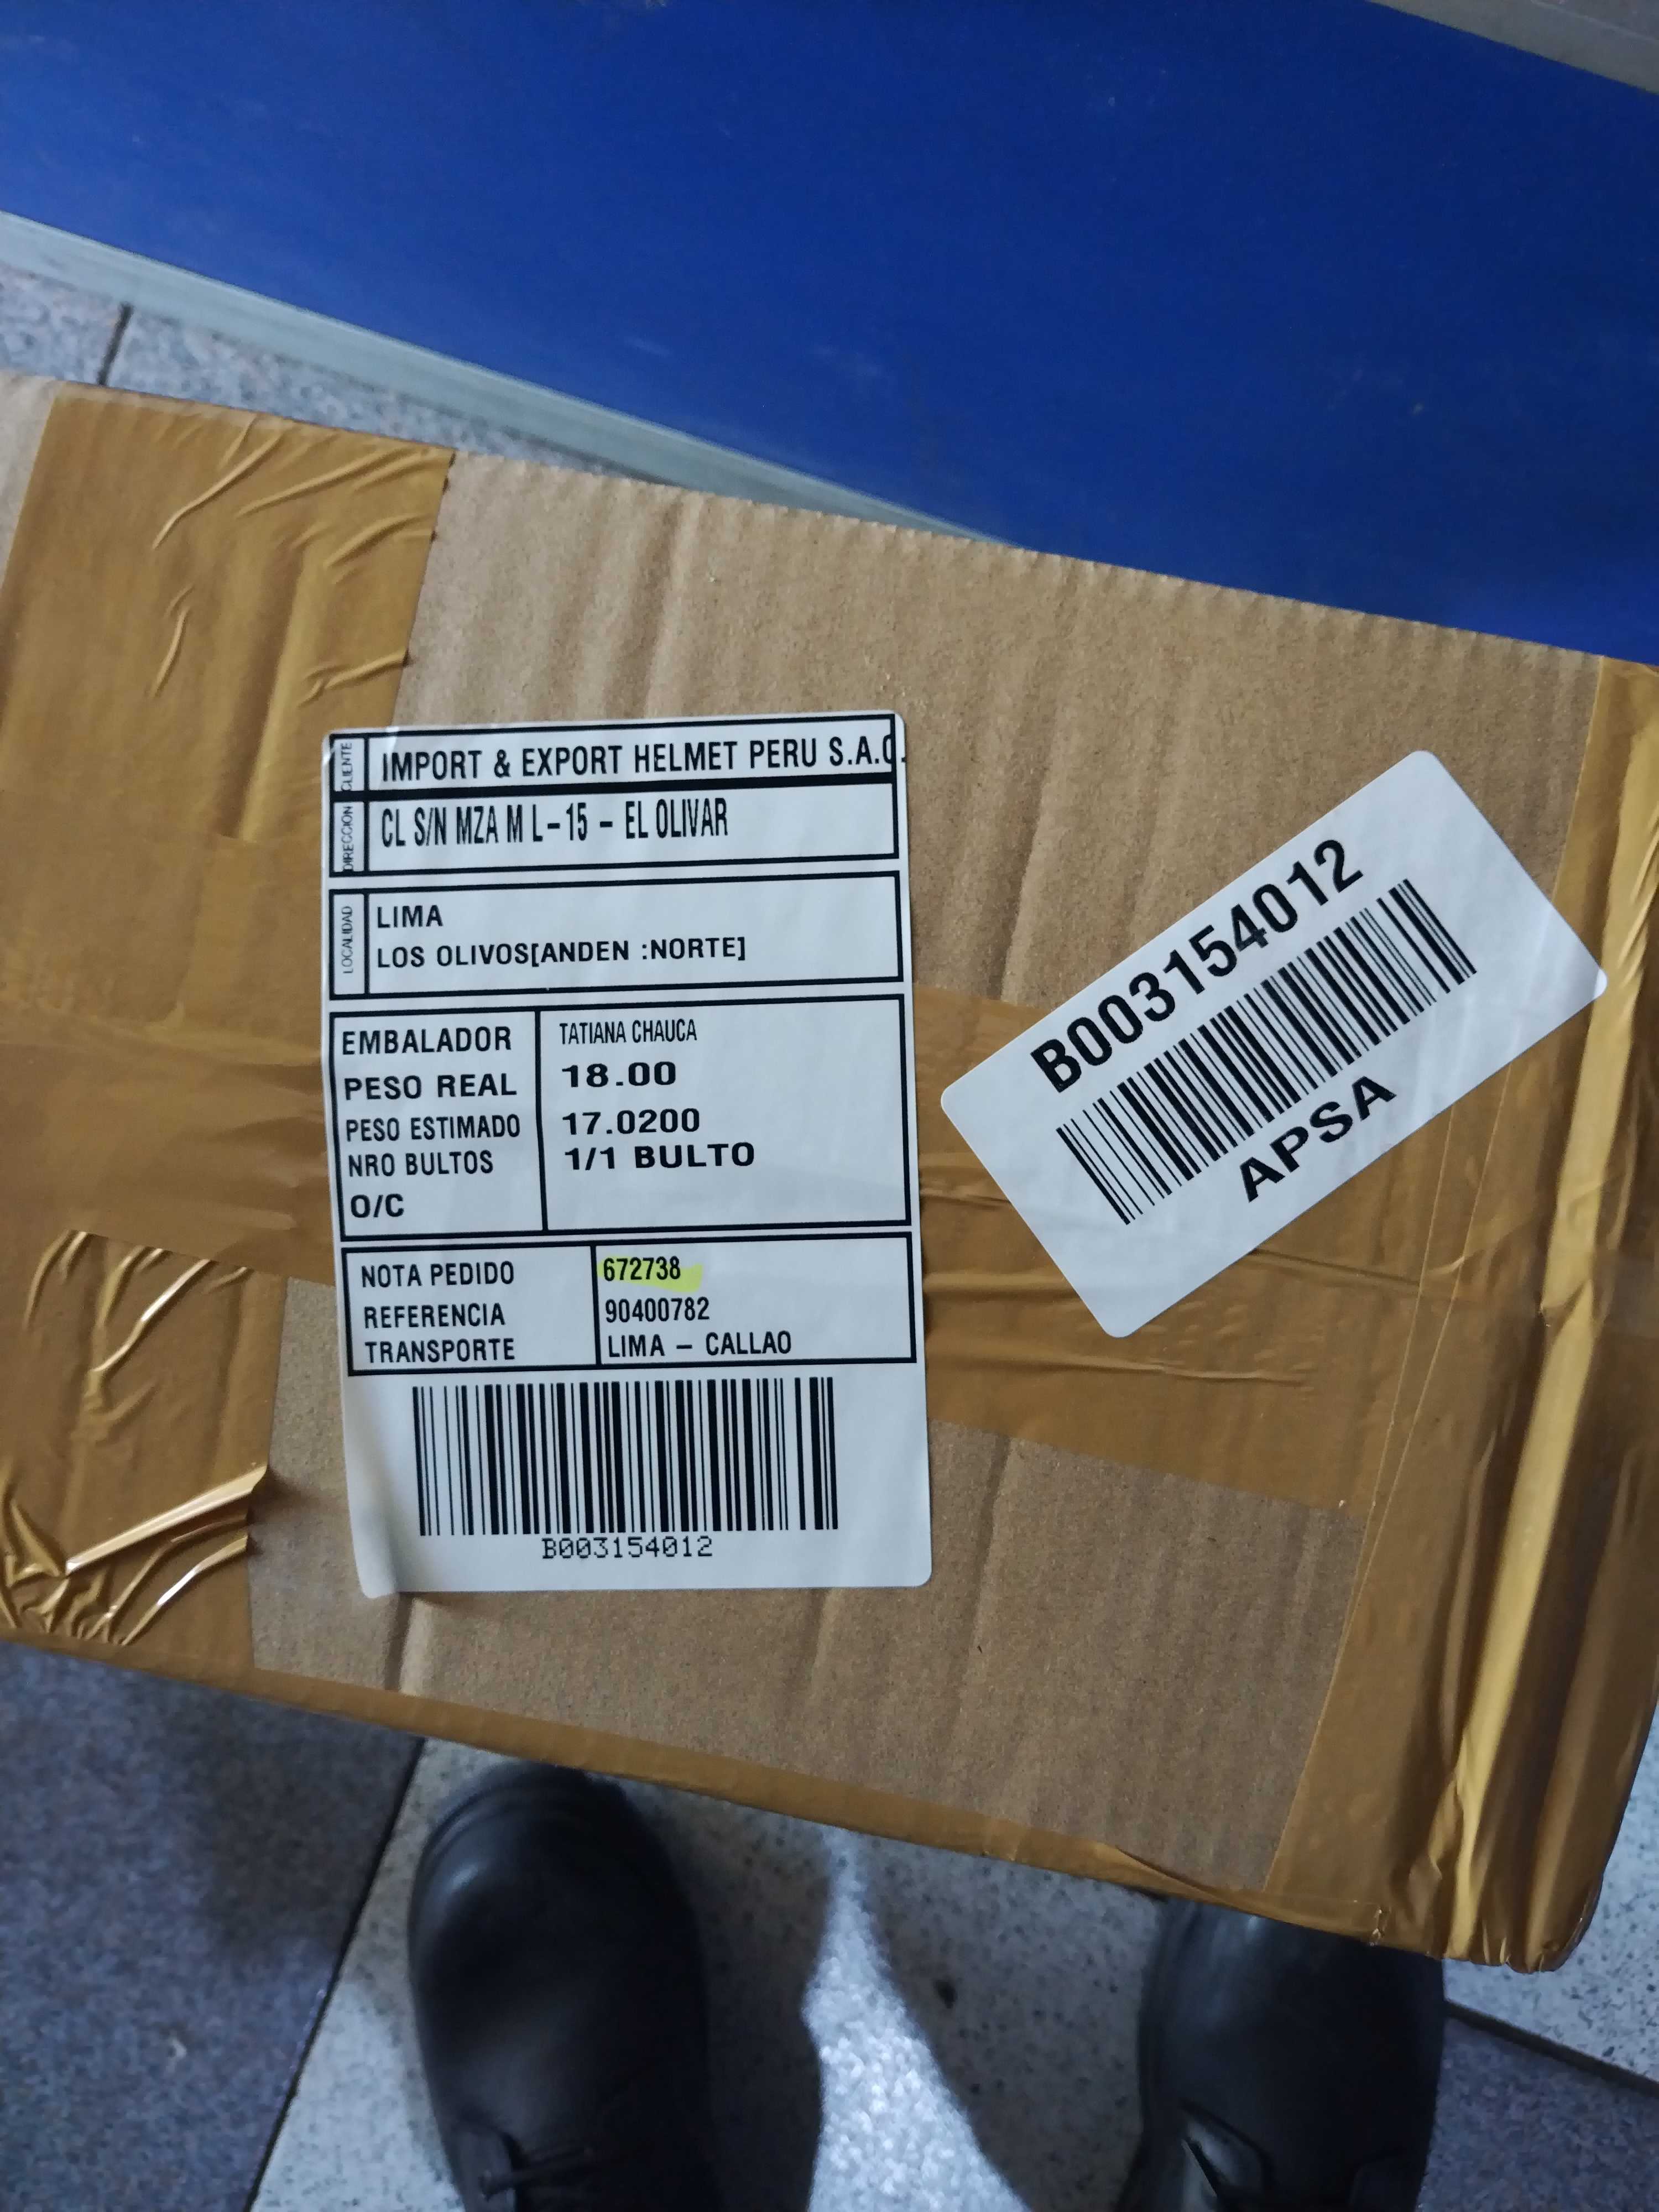 CLIENTE
IMPORT & EXPORT HELMET PERU S.A.C.
DIRECCION
CL S/N MZA M L-15 - EL OLIVAR
LOCALIDAD
LIMA
LOS OLIVOS[ANDEN :NORTE]
EMBALADOR TATIANA CHAUCA
PESO REAL 18.00
PESO ESTIMADO 17.0200
NRO BULTOS 1/1 BULTO
O/C
NOTA PEDIDO 672738
REFERENCIA 90400782
TRANSPORTE LIMA - CALLAO
B003154012
B003154012
APSA